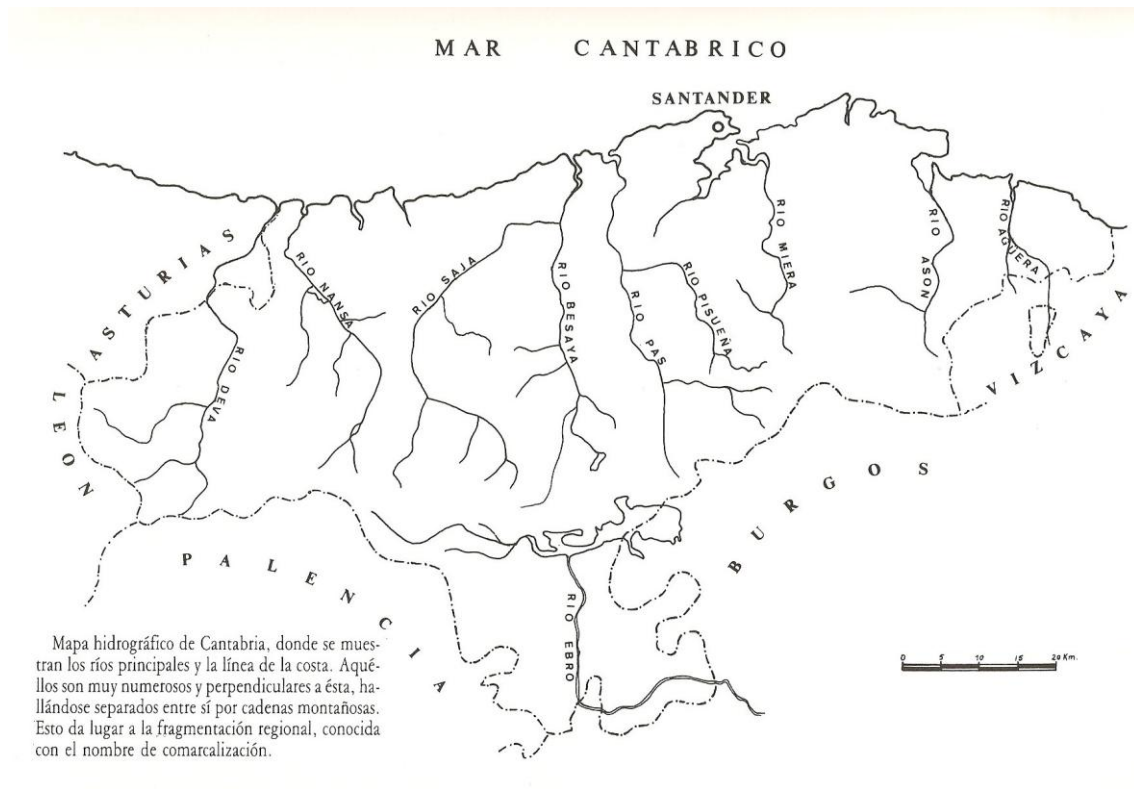 MAR CANTABRICO
SANTANDER
ASTURIAS
LEON
PALENCIA
BURGOS
VIZCAYA
RIO DEVA
RIO NANSA
RIO SAJA
RIO BESAYA
RIO PAS
RIO PISUEÑA
RIO MIERA
RIO ASON
RIO AGUERA
RIO EBRO
0 5 10 15 20 Km.
Mapa hidrográfico de Cantabria, donde se mues-
tran los ríos principales y la línea de la costa. Aqué-
llos son muy numerosos y perpendiculares a ésta, ha-
llándose separados entre sí por cadenas montañosas.
Esto da lugar a la fragmentación regional, conocida
con el nombre de comarcalización.